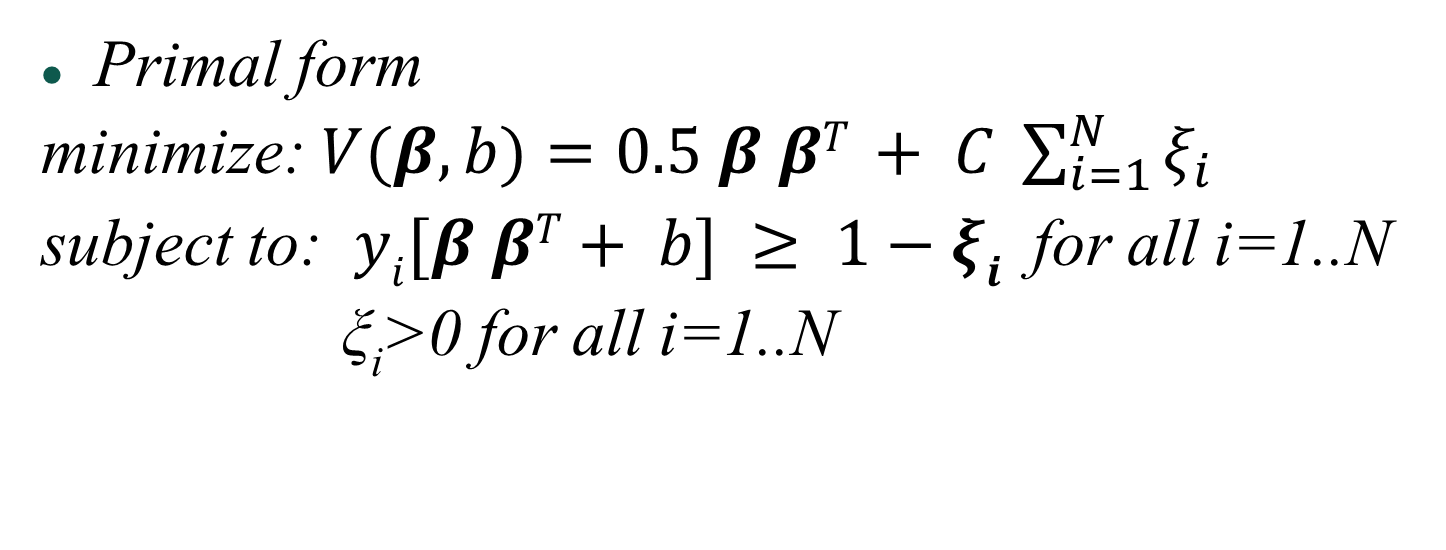 • Primal form
minimize: V(β, b) = 0.5 β β^T + C ∑_{i=1}^{N} ξ_i
subject to: y_i[β β^T + b] ≥ 1 − ξ_i for all i=1..N
ξ_i>0 for all i=1..N